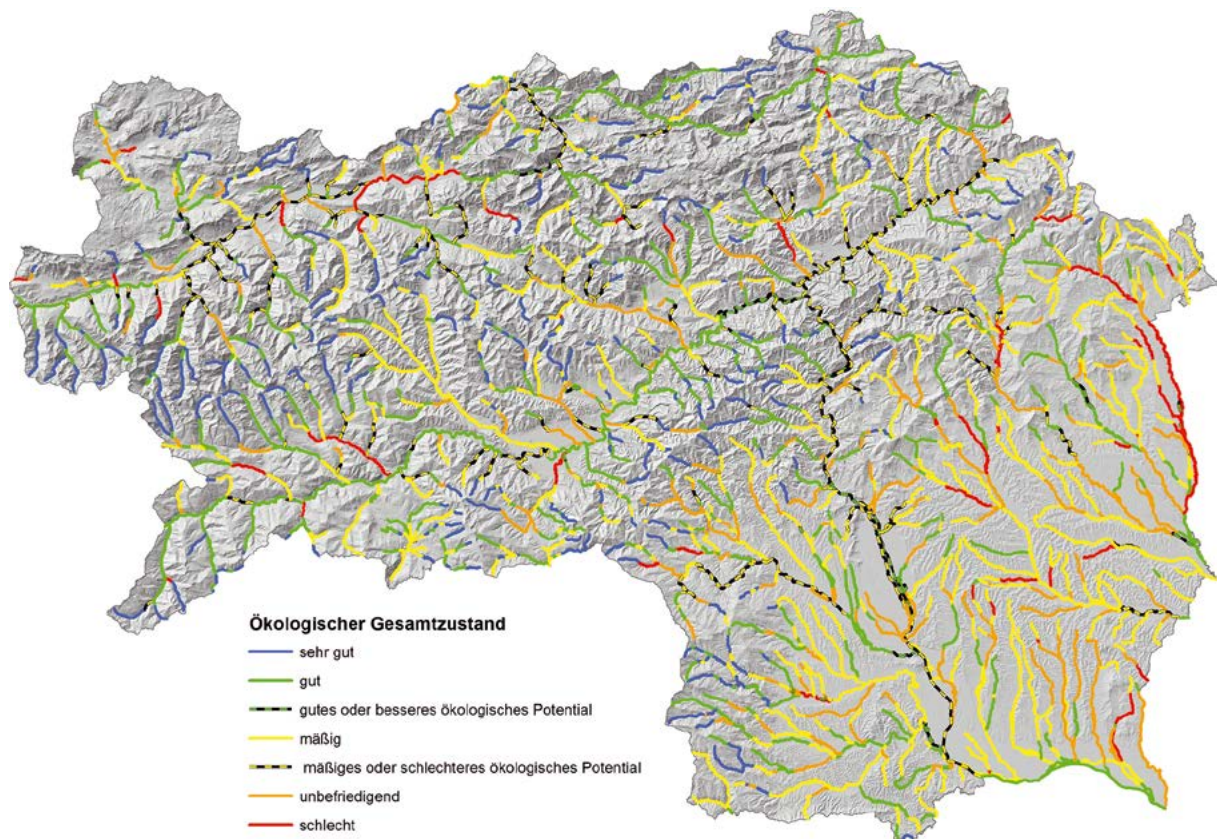 Ökologischer Gesamtzustand
sehr gut
gut
gutes oder besseres ökologisches Potential
mäßig
mäßiges oder schlechteres ökologisches Potential
unbefriedigend
schlecht